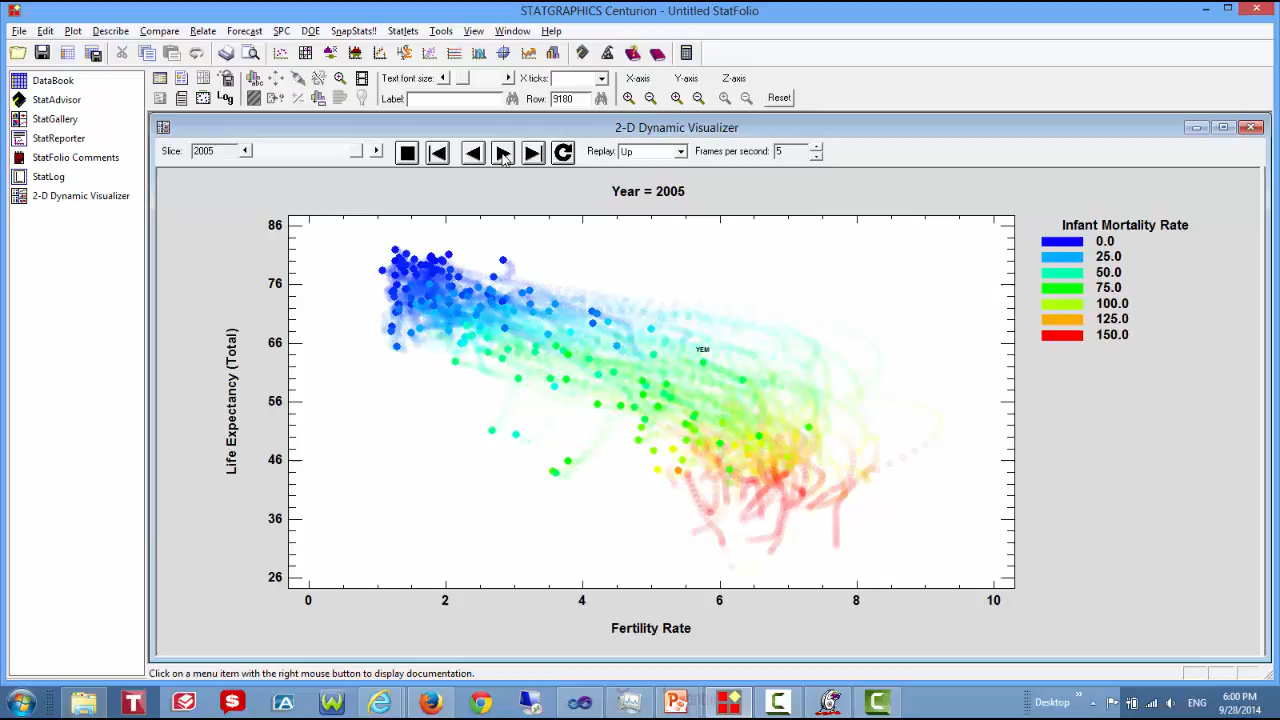 STATGRAPHICS Centurion - Untitled StatFolio
File Edit Plot Describe Compare Relate Forecast SPC DOE SnapStats!! StatLets Tools View Window Help
DataBook
StatAdvisor
StatGallery
StatReporter
StatFolio Comments
StatLog
2-D Dynamic Visualizer
Text font size: X ticks: X-axis Y-axis Z-axis
Log Label: Row: 9180 Reset
2-D Dynamic Visualizer
Slice: 2005 Replay: Up Frames per second: 5
Year = 2005
Life Expectancy (Total)
86
76
66
56
46
36
26
YEM
0 2 4 6 8 10
Fertility Rate
Infant Mortality Rate
0.0
25.0
50.0
75.0
100.0
125.0
150.0
Click on a menu item with the right mouse button to display documentation.
Desktop ENG
6:00 PM
9/28/2014